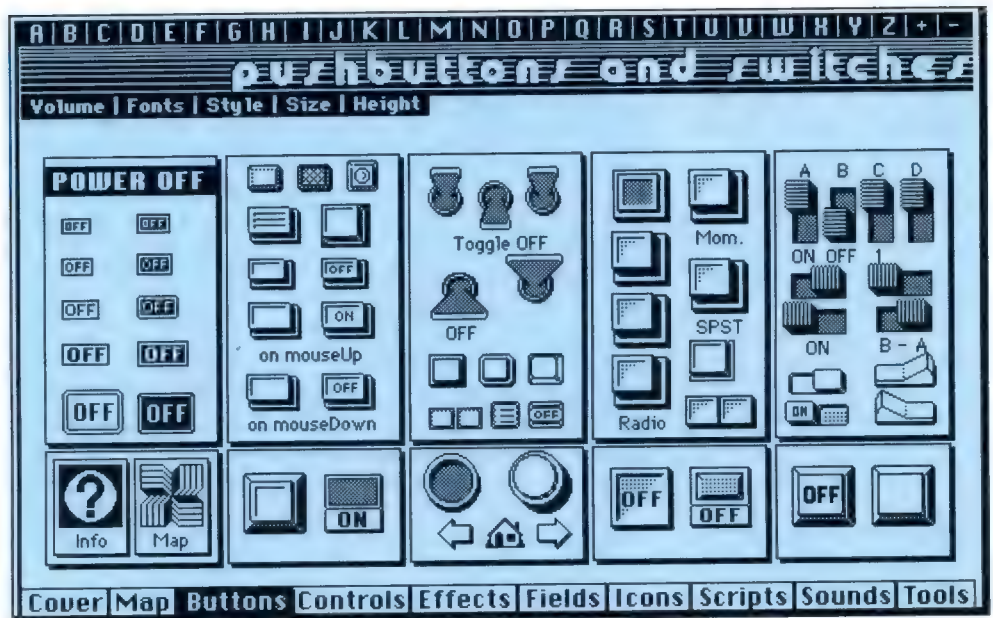 A|B|C|D|E|F|G|H|I|J|K|L|M|N|O|P|Q|R|S|T|U|V|W|X|Y|Z|+|-
pushbuttons and switches
Volume | Fonts | Style | Size | Height
POWER OFF
OFF OFF
OFF OFF
OFF OFF
OFF OFF
OFF OFF
OFF
ON
on mouseUp
OFF
on mouseDown
Toggle OFF
OFF
OFF
Mom.
SPST
Radio
A B C D
ON OFF 1
ON B - A
ON
?
Info Map
ON
OFF OFF
OFF
Cover Map Buttons Controls Effects Fields Icons Scripts Sounds Tools